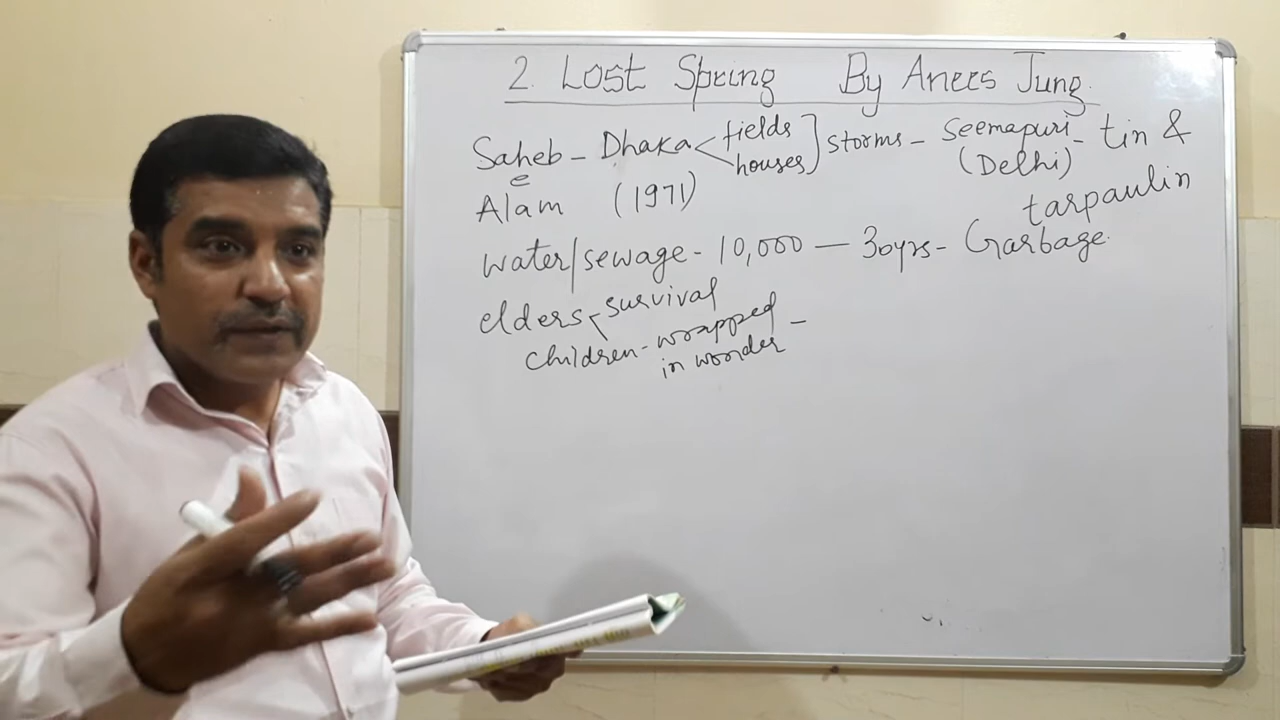 2. Lost Spring By Anees Jung.
Saheb - Dhaka < fields houses ] storms - Seemapuri - tin &
e (Delhi)
Alam (1971) tarpaulin
water/sewage - 10,000 — 30yrs - Garbage.
elders survival
children - wrapped -
in wonder